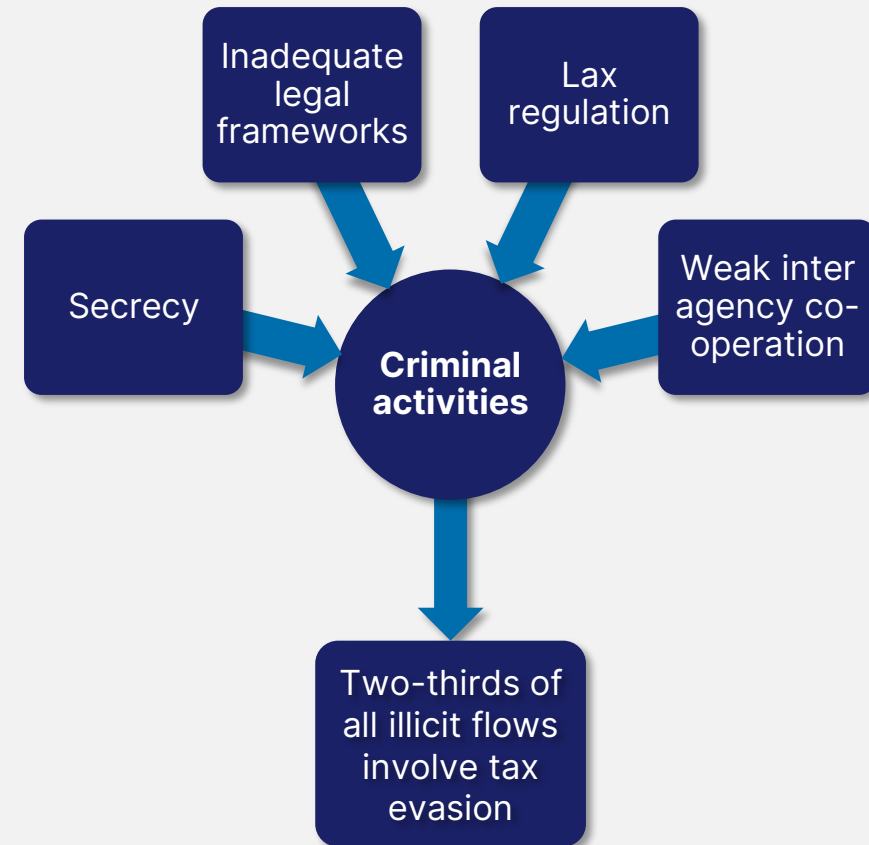 Inadequate
legal
frameworks
Lax
regulation
Secrecy
Weak inter
agency co-
operation
Criminal
activities
Two-thirds of
all illicit flows
involve tax
evasion